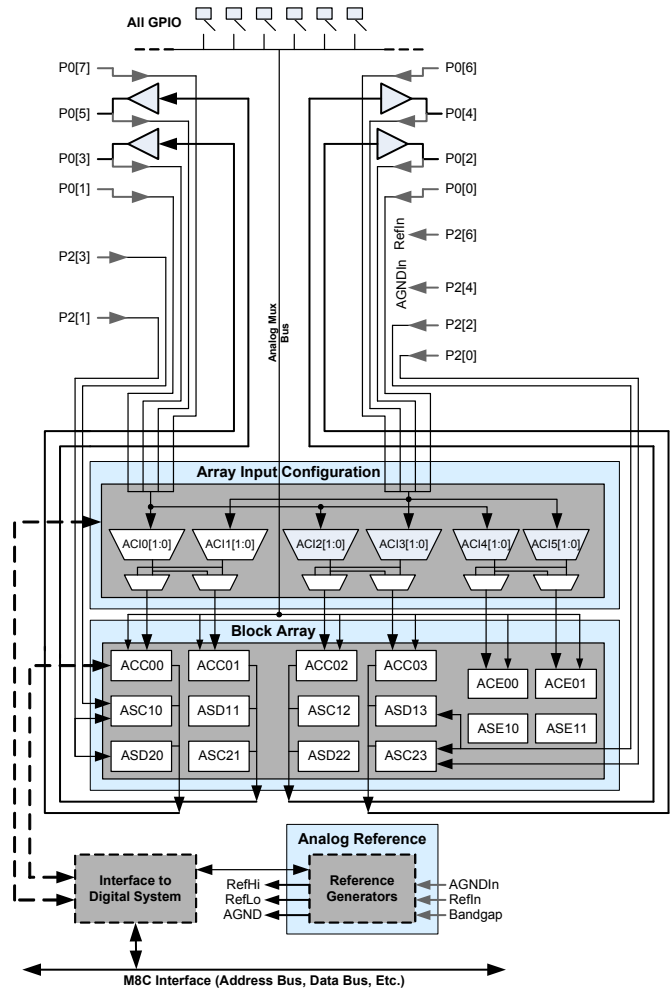 All GPIO
P0[7]
P0[6]
P0[5]
P0[4]
P0[3]
P0[2]
P0[1]
P0[0]
P2[6]
RefIn
P2[3]
P2[4]
AGNDIn
P2[1]
P2[2]
P2[0]
Analog Mux
Bus
Array Input Configuration
ACI0[1:0]
ACI1[1:0]
ACI2[1:0]
ACI3[1:0]
ACI4[1:0]
ACI5[1:0]
Block Array
ACC00
ACC01
ACC02
ACC03
ACE00
ACE01
ASC10
ASD11
ASC12
ASD13
ASE10
ASE11
ASD20
ASC21
ASD22
ASC23
Analog Reference
Interface to
Digital System
RefHi
RefLo
AGND
Reference
Generators
AGNDIn
RefIn
Bandgap
M8C Interface (Address Bus, Data Bus, Etc.)